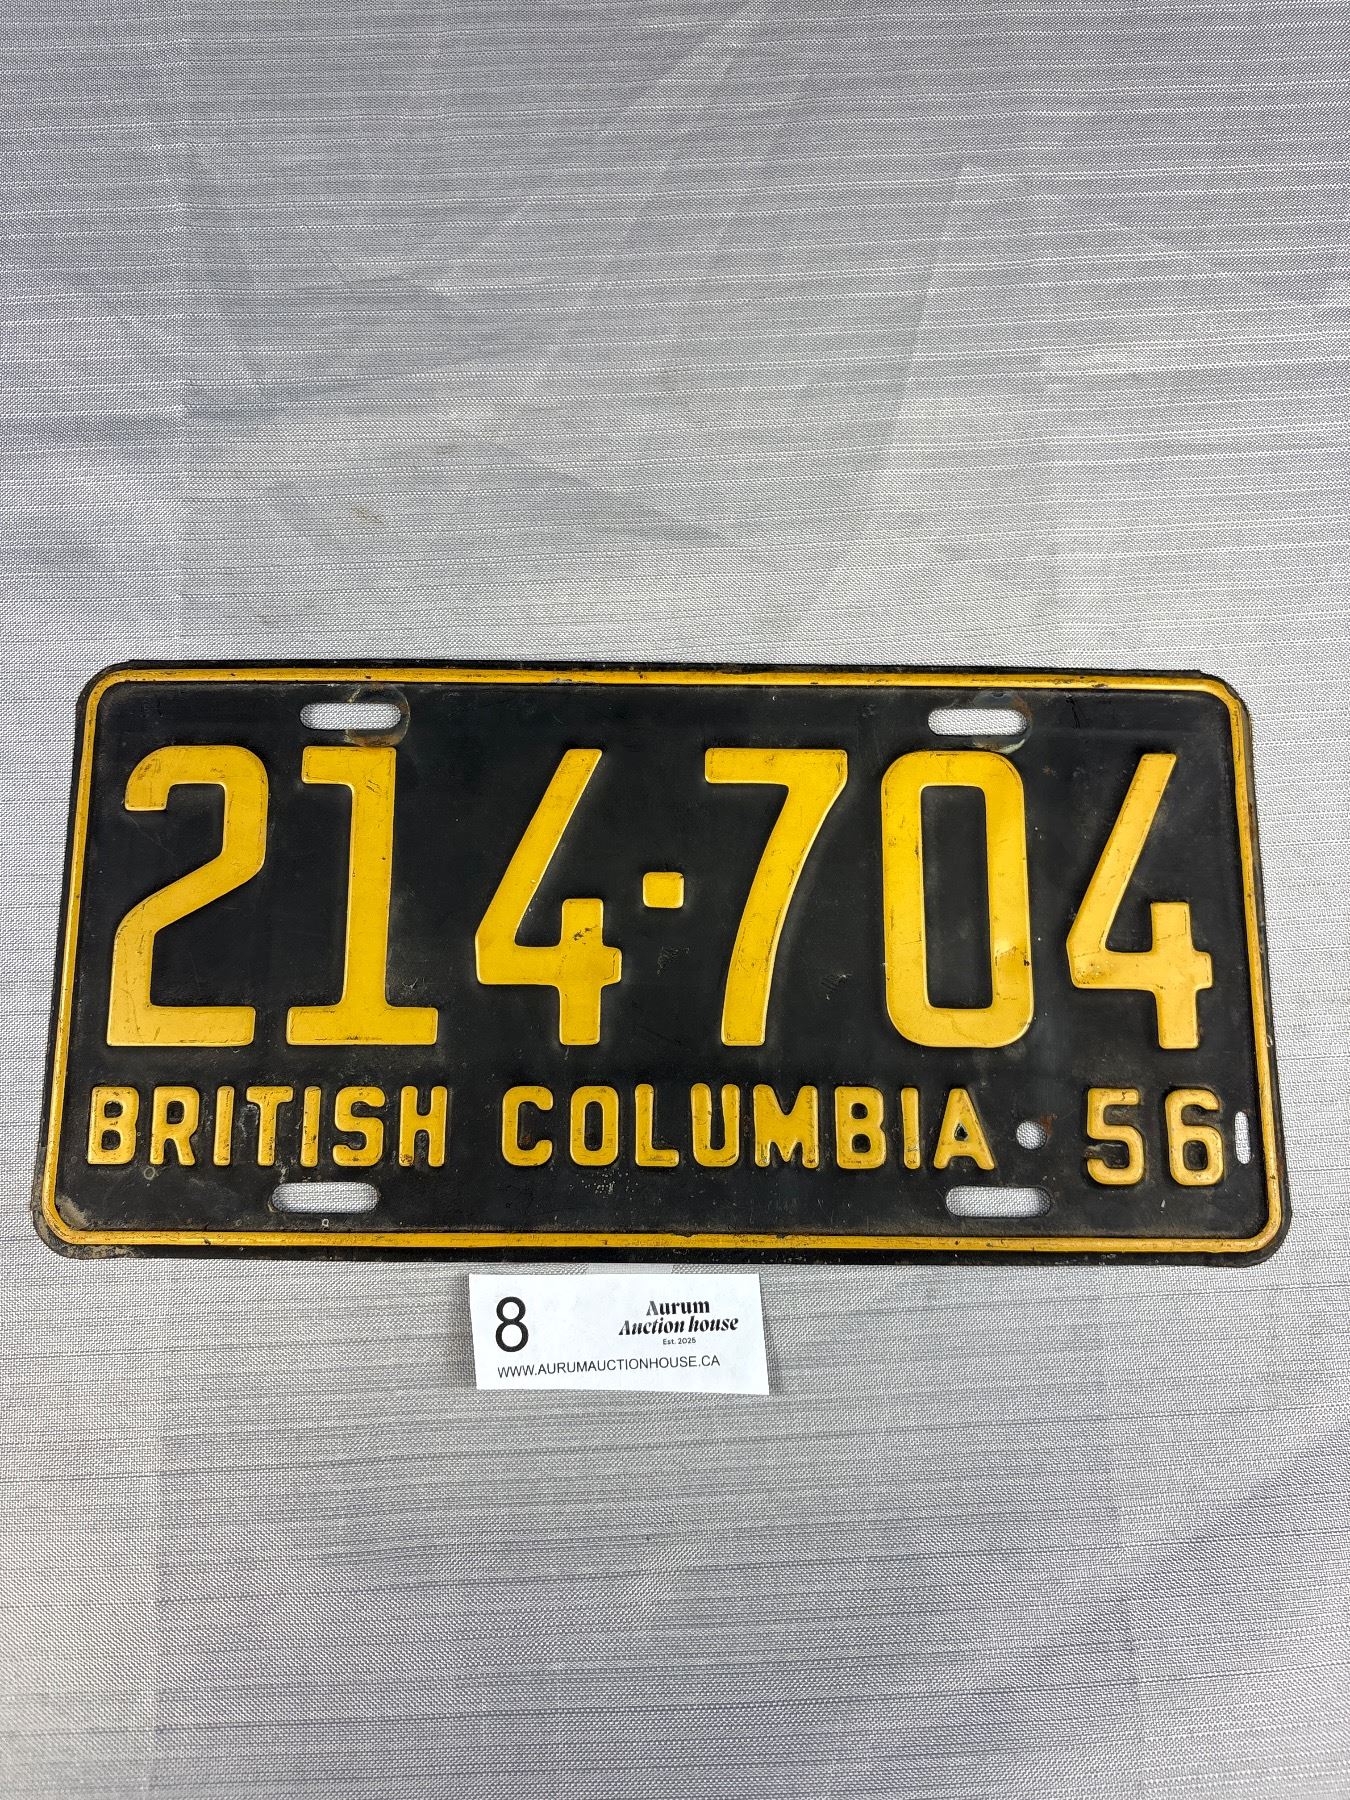 214·704
BRITISH COLUMBIA 56
8
Aurum
Auction house
Est. 2025
WWW.AURUMAUCTIONHOUSE.CA